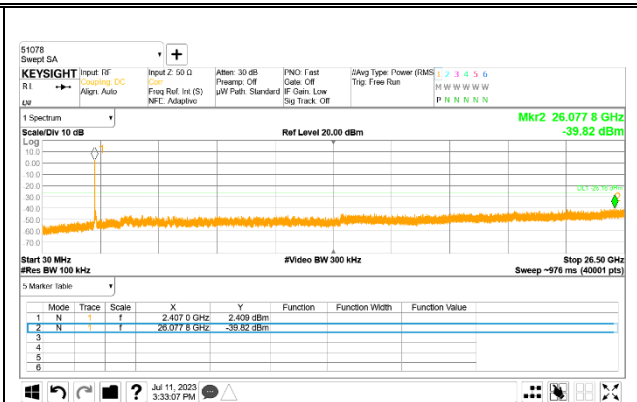 51078
Swept SA
+
KEYSIGHT Input: RF Input Z: 50 Ω Atten: 30 dB PNO: Fast #Avg Type: Power (RMS 1 2 3 4 5 6
RL Coupling: DC Corr Preamp: Off Gate: Off Trig: Free Run M W W W W W
Align: Auto Freq Ref: Int (S) µW Path: Standard IF Gain: Low P N N N N N
NFE: Adaptive Sig Track: Off
1 Spectrum Mkr2 26.077 8 GHz
Scale/Div 10 dB Ref Level 20.00 dBm -39.82 dBm
Log
10.0 1
0.00
10.0
20.0
30.0
40.0
50.0
60.0
70.0
Start 30 MHz #Video BW 300 kHz Stop 26.50 GHz
#Res BW 100 kHz Sweep ~976 ms (40001 pts)
5 Marker Table
Mode Trace Scale X Y Function Function Width Function Value
1 N 1 f 2.407 0 GHz 2.409 dBm
2 N 1 f 26.077 8 GHz -39.82 dBm
3
4
5
6
? Jul 11, 2023
3:33:07 PM